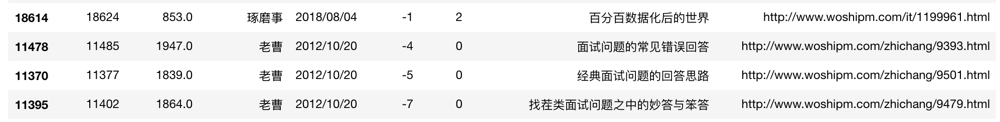 18614 18624 853.0 琢磨事 2018/08/04 -1 2 百分百数据化后的世界 http://www.woshipm.com/it/1199961.html
11478 11485 1947.0 老曹 2012/10/20 -4 0 面试问题的常见错误回答 http://www.woshipm.com/zhichang/9393.html
11370 11377 1839.0 老曹 2012/10/20 -5 0 经典面试问题的回答思路 http://www.woshipm.com/zhichang/9501.html
11395 11402 1864.0 老曹 2012/10/20 -7 0 找茬类面试问题之中的妙答与笨答 http://www.woshipm.com/zhichang/9479.html